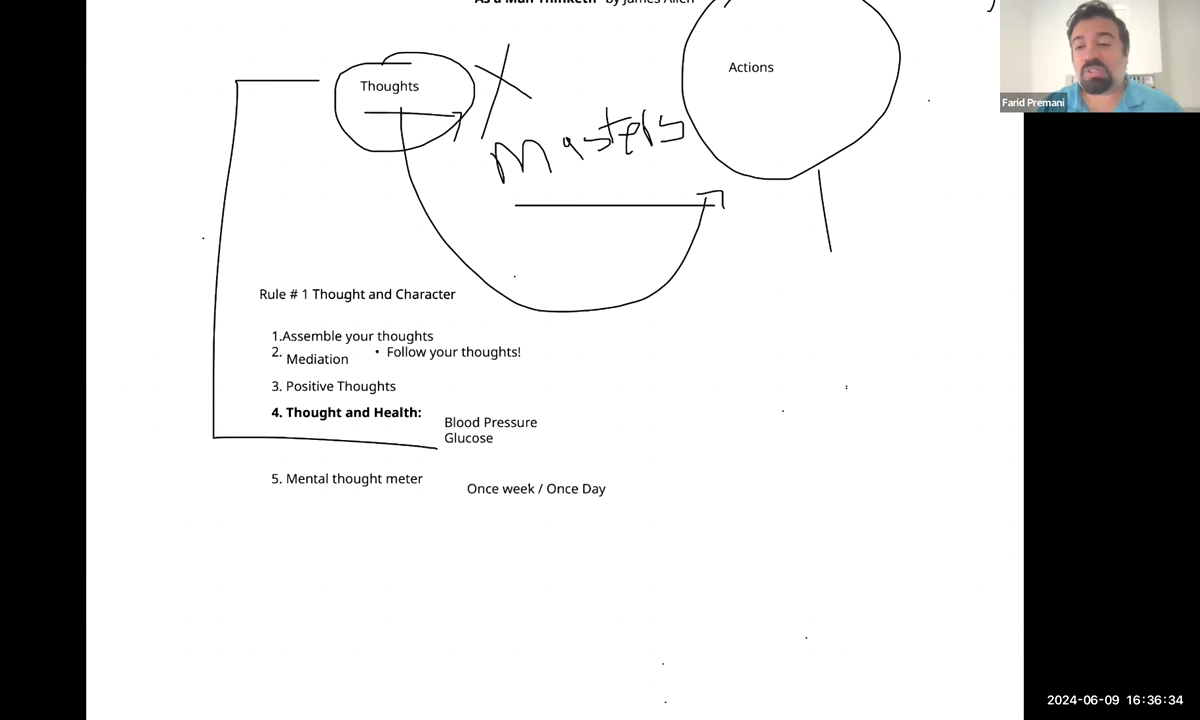 As a Man Thinketh" by James Allen
Thoughts
Actions
Masters
Rule # 1 Thought and Character
1.Assemble your thoughts
2. Mediation • Follow your thoughts!
3. Positive Thoughts
4. Thought and Health:
Blood Pressure
Glucose
5. Mental thought meter
Once week / Once Day
Farid Premani
2024-06-09 16:36:34